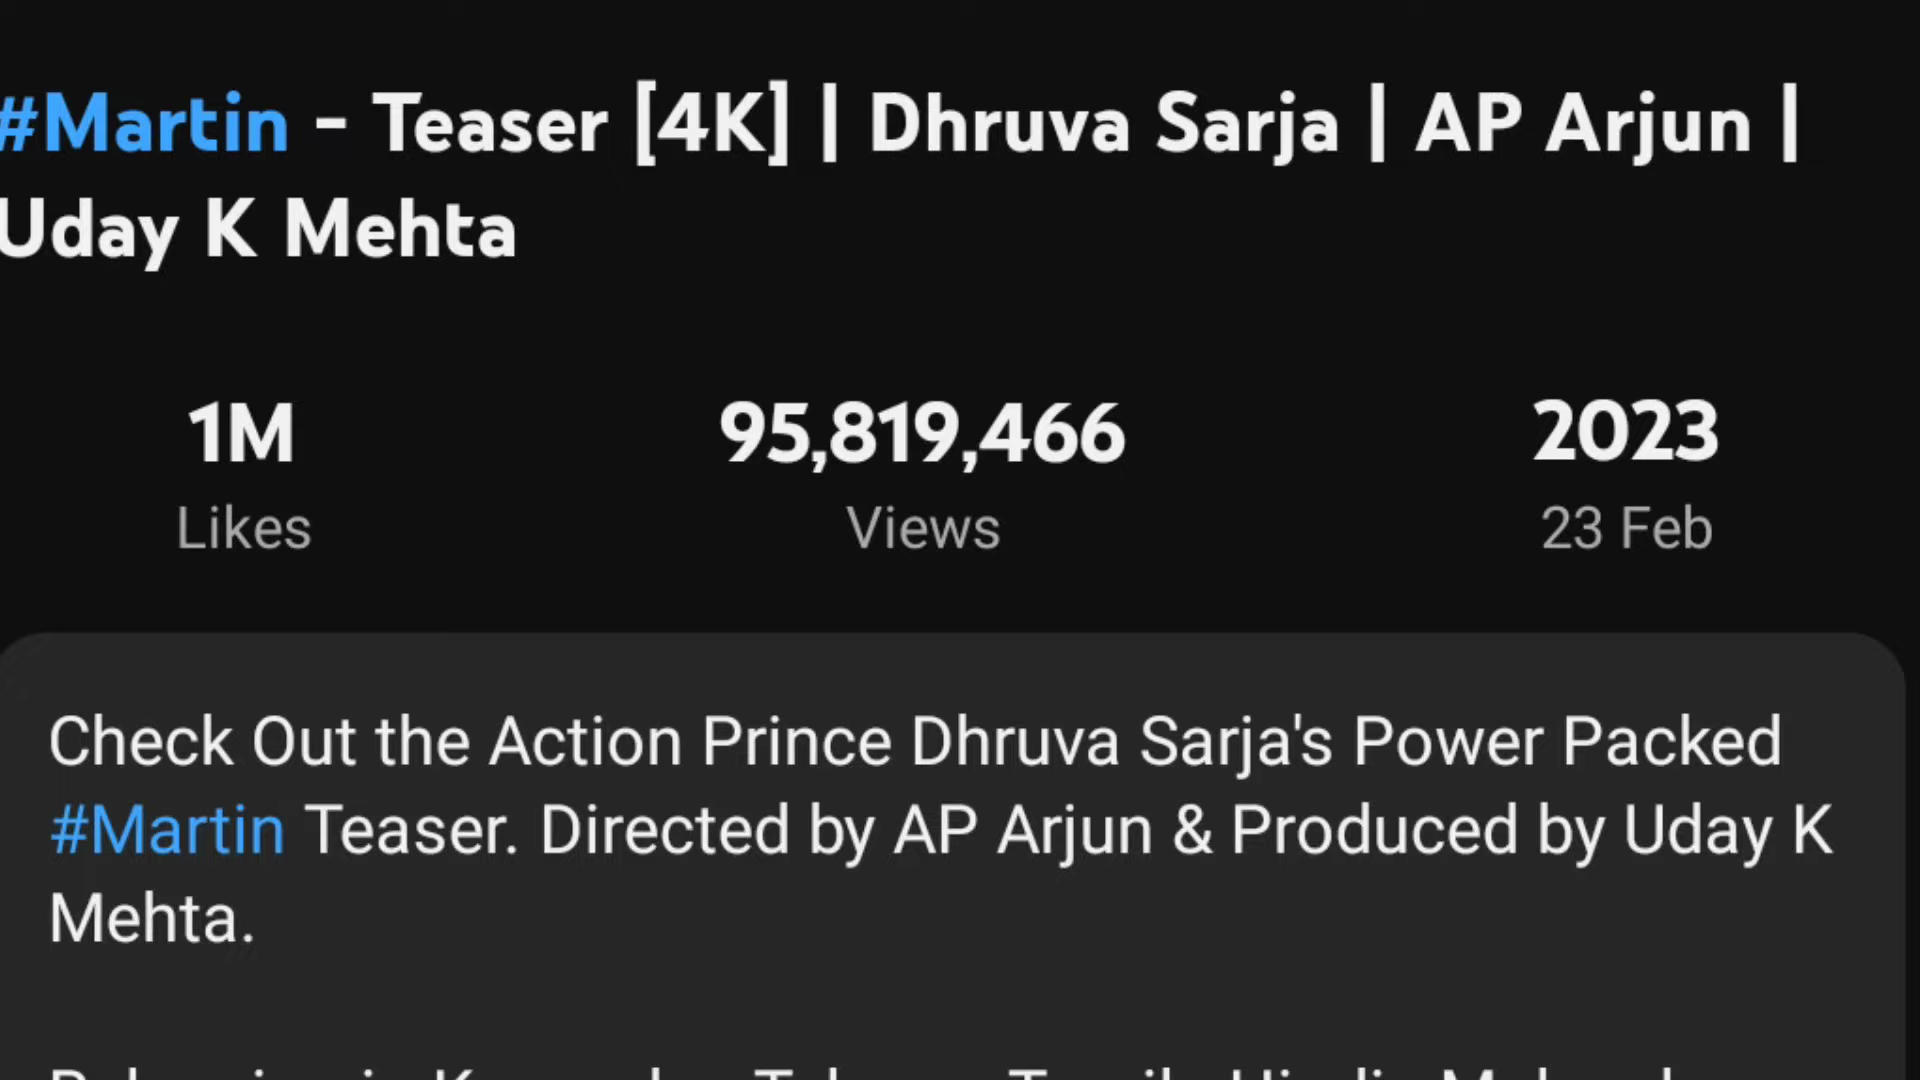 #Martin - Teaser [4K] | Dhruva Sarja | AP Arjun |
Uday K Mehta
1M
95,819,466
2023
Likes
Views
23 Feb
Check Out the Action Prince Dhruva Sarja's Power Packed
#Martin Teaser. Directed by AP Arjun & Produced by Uday K
Mehta.